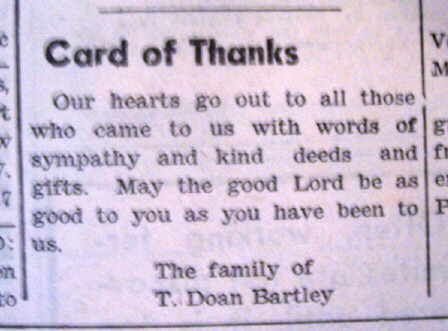 Card of Thanks
Our hearts go out to all those
who came to us with words of
sympathy and kind deeds and
gifts. May the good Lord be as
good to you as you have been to
us.
The family of
T. Doan Bartley